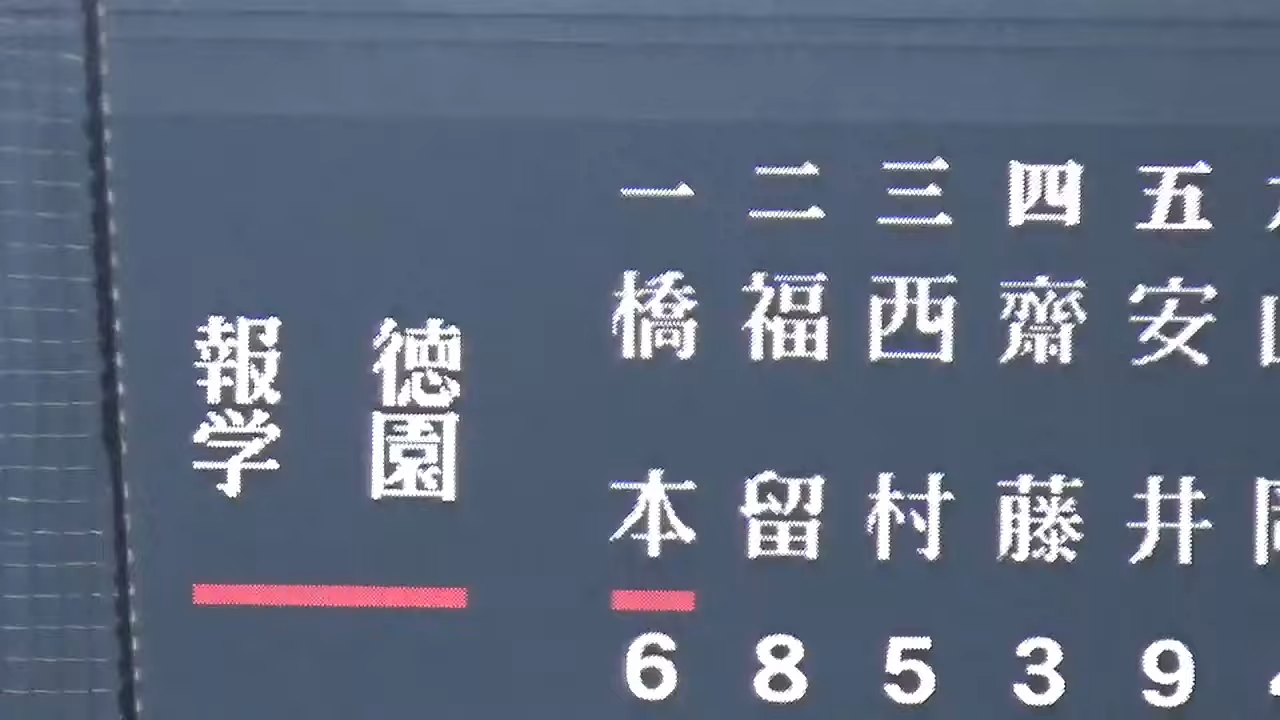 報徳
学園
一 橋本 6
二 福留 8
三 西村 5
四 齋藤 3
五 安井 9